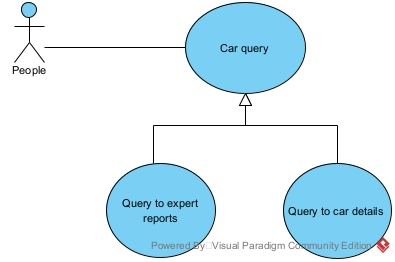 Car query
People
Query to expert
reports
Query to car details
Powered By Visual Paradigm Community Edition